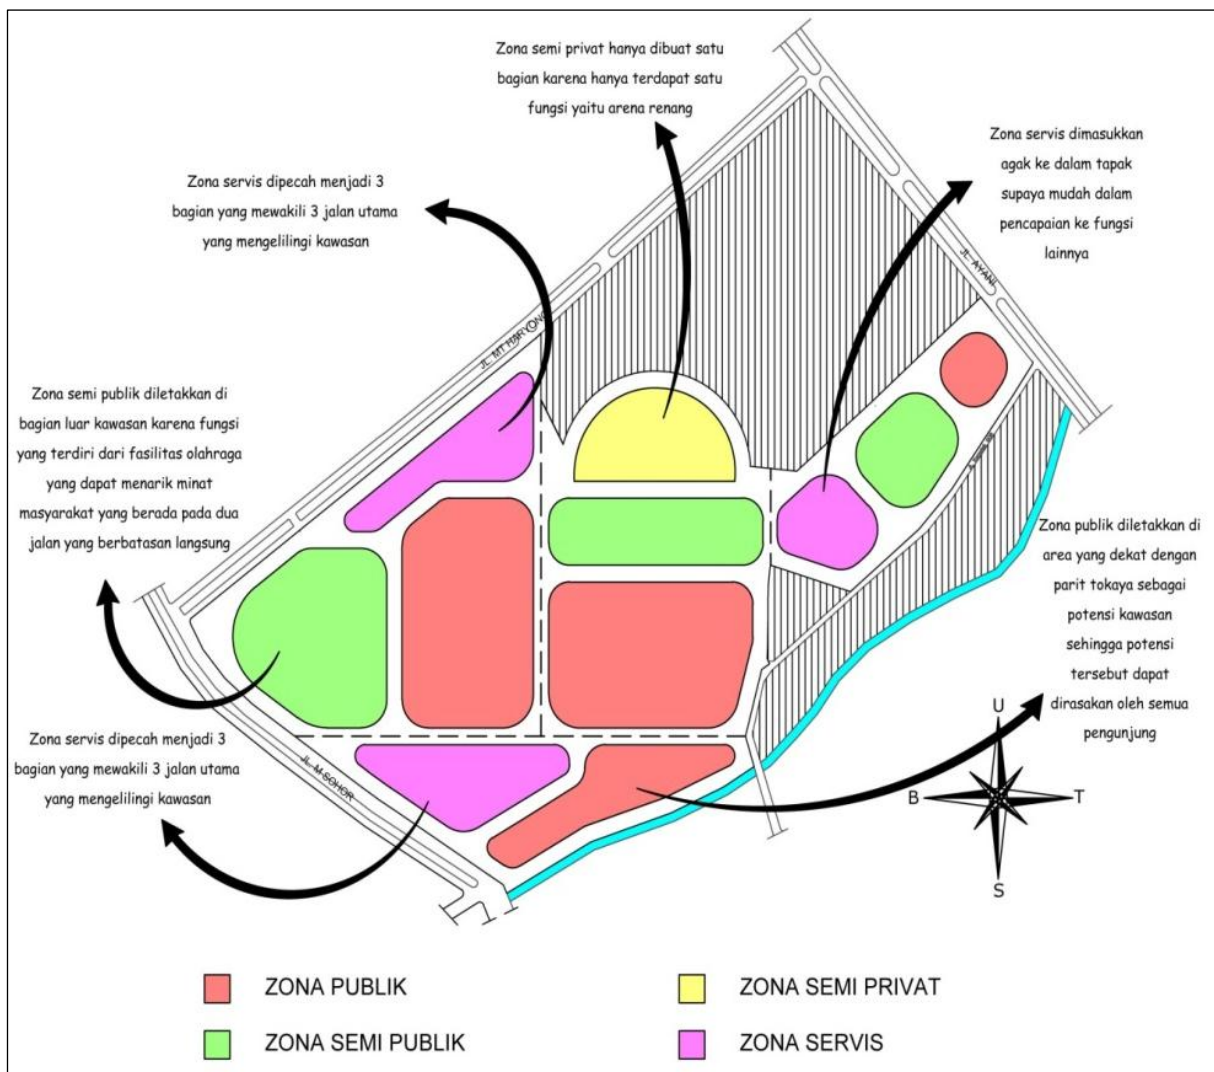 Zona semi privat hanya dibuat satu
bagian karena hanya terdapat satu
fungsi yaitu arena renang
Zona servis dimasukkan
agak ke dalam tapak
supaya mudah dalam
pencapaian ke fungsi
lainnya
Zona servis dipecah menjadi 3
bagian yang mewakili 3 jalan utama
yang mengelilingi kawasan
JL. AYANI
JL. MT HARYONO
Zona semi publik diletakkan di
bagian luar kawasan karena fungsi
yang terdiri dari fasilitas olahraga
yang dapat menarik minat
masyarakat yang berada pada dua
jalan yang berbatasan langsung
Zona publik diletakkan di
area yang dekat dengan
parit tokaya sebagai
potensi kawasan
sehingga potensi
tersebut dapat
dirasakan oleh semua
pengunjung
Zona servis dipecah menjadi 3
bagian yang mewakili 3 jalan utama
yang mengelilingi kawasan
JL. M SOHOR
U
B
T
S
ZONA PUBLIK
ZONA SEMI PRIVAT
ZONA SEMI PUBLIK
ZONA SERVIS